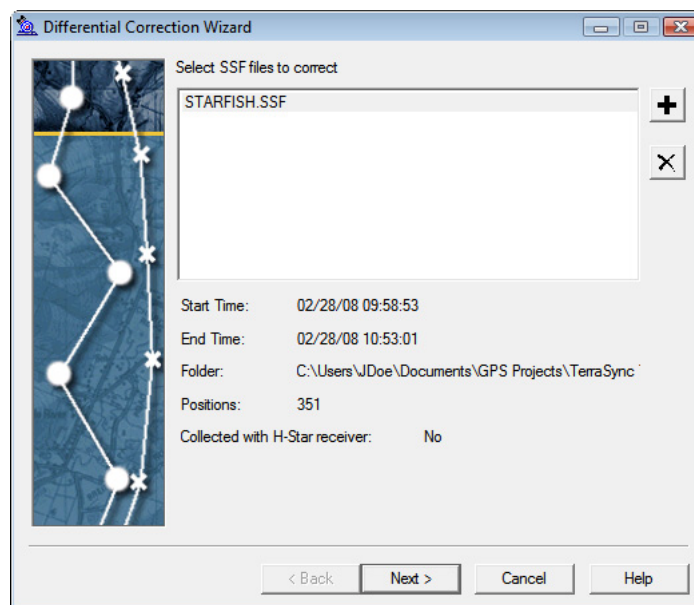 Differential Correction Wizard
Select SSF files to correct
STARFISH.SSF
Start Time: 02/28/08 09:58:53
End Time: 02/28/08 10:53:01
Folder: C:\Users\JDoe\Documents\GPS Projects\TerraSync
Positions: 351
Collected with H-Star receiver: No
< Back Next > Cancel Help